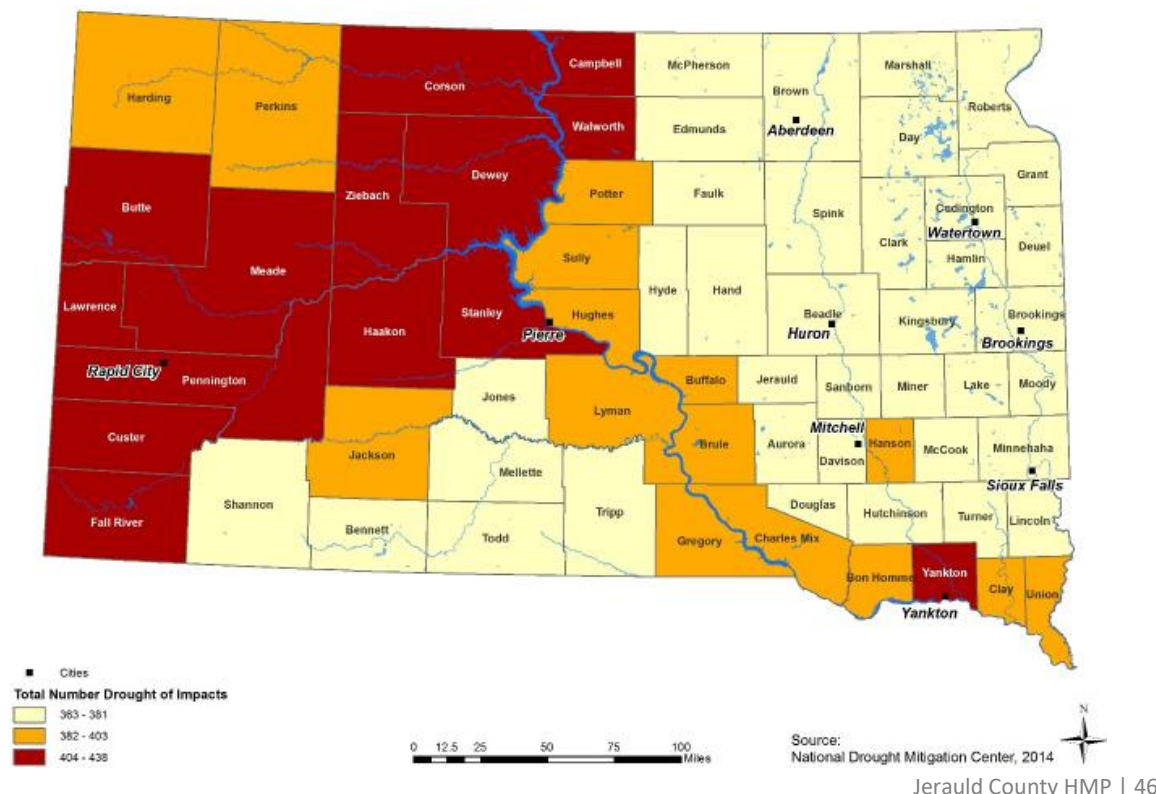 Campbell
McPherson
Marshall
Harding
Corson
Brown
Roberts
Perkins
Walworth
Edmunds
Aberdeen
Day
Dewey
Grant
Butte
Ziebach
Potter
Faulk
Codington
Spink
Watertown
Clark
Deuel
Sully
Hamlin
Meade
Hyde
Hand
Lawrence
Stanley
Hughes
Beadle
Kingsbury
Brookings
Haakon
Pierre
Huron
Brookings
Rapid City
Pennington
Buffalo
Jerauld
Sanborn
Miner
Lake
Moody
Jones
Lyman
Custer
Mitchell
Jackson
Brule
Aurora
Hanson
McCook
Minnehaha
Davison
Mellette
Sioux Falls
Shannon
Douglas
Tripp
Hutchinson
Turner
Lincoln
Fall River
Bennett
Todd
Gregory
Charles Mix
Bon Homme
Yankton
Clay
Union
Yankton
Cities
Total Number Drought of Impacts
363 - 381
382 - 403
404 - 438
0 12.5 25 50 75 100
Miles
N
Source:
National Drought Mitigation Center, 2014
Jerauld County HMP | 46